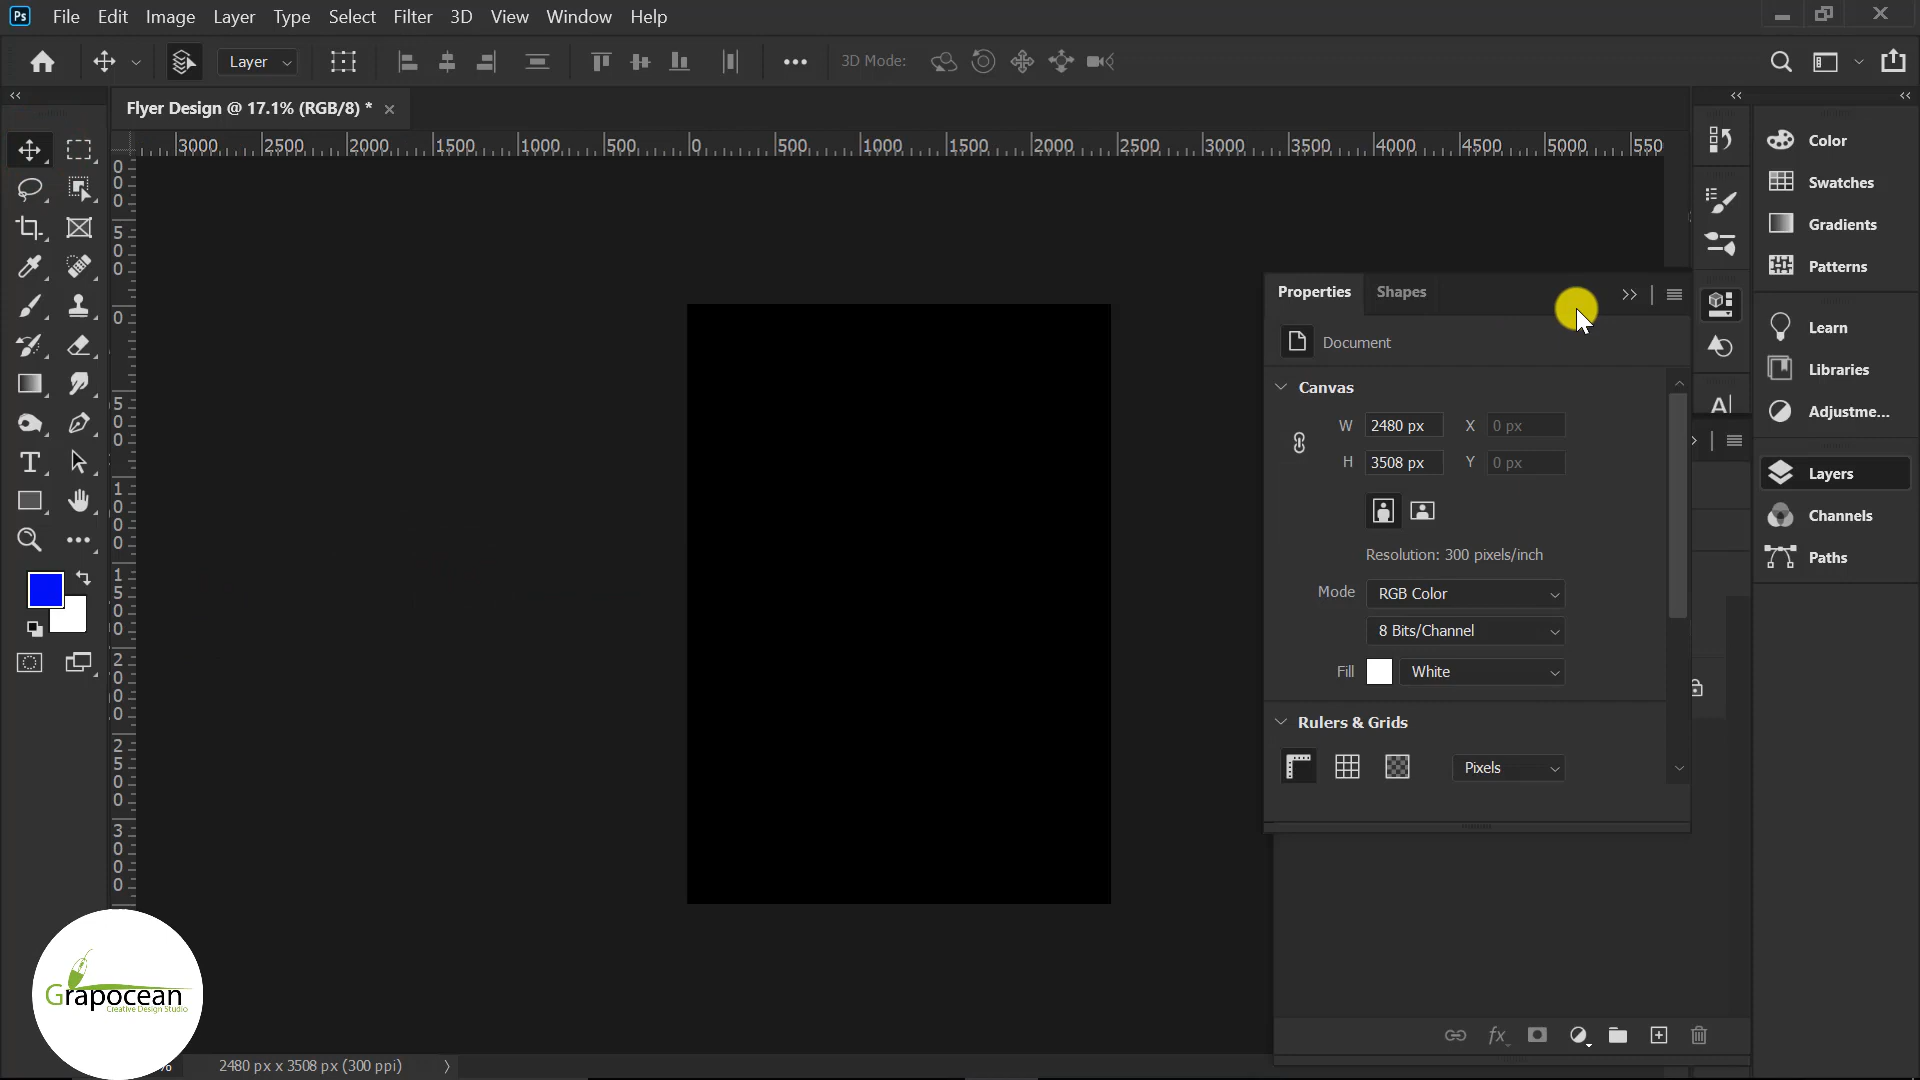 Ps File Edit Image Layer Type Select Filter 3D View Window Help
Layer 3D Mode:
Flyer Design @ 17.1% (RGB/8) *
3000 2500 2000 1500 1000 500 0 500 1000 1500 2000 2500 3000 3500 4000 4500 5000 550
Color
Swatches
Gradients
Patterns
Learn
Libraries
Adjustme...
Layers
Channels
Paths
Properties Shapes
Document
Canvas
W 2480 px X 0 px
H 3508 px Y 0 px
Resolution: 300 pixels/inch
Mode RGB Color
8 Bits/Channel
Fill White
Rulers & Grids
Pixels
Grapocean
Creative Design Studio
% 2480 px x 3508 px (300 ppi)